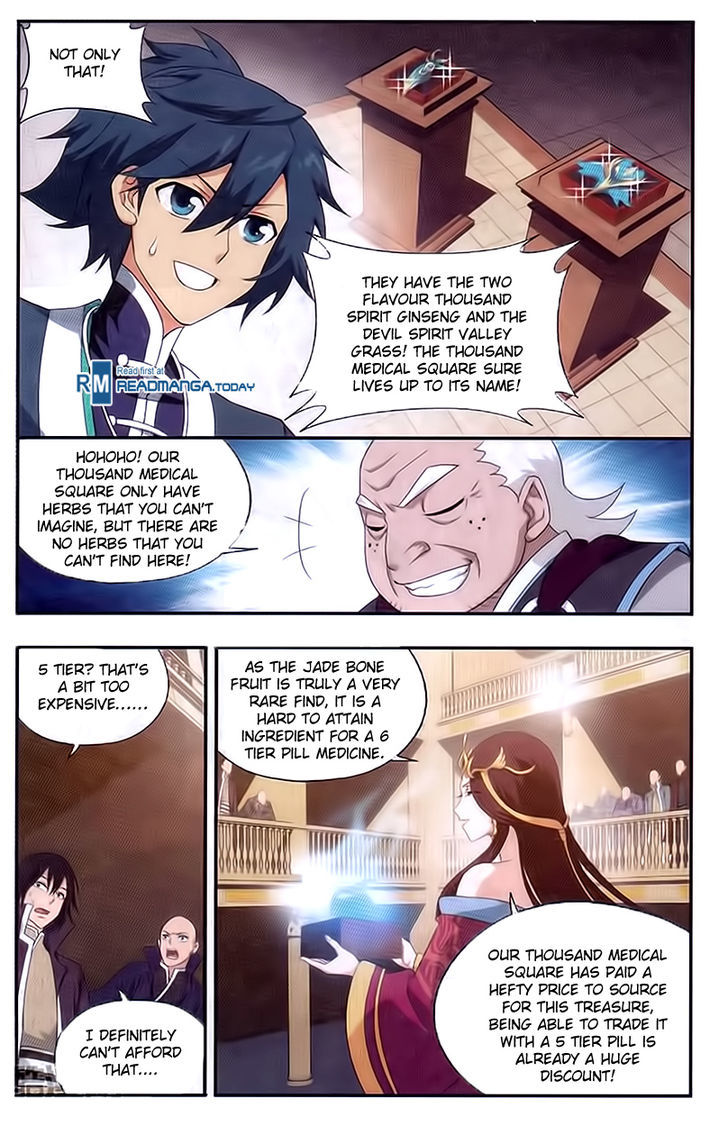 NOT ONLY
THAT!
THEY HAVE THE TWO
FLAVOUR THOUSAND
SPIRIT GINSENG AND THE
DEVIL SPIRIT VALLEY
GRASS! THE THOUSAND
MEDICAL SQUARE SURE
LIVES UP TO ITS NAME!
RM Read first at
READMANGA.TODAY
HOHOHO! OUR
THOUSAND MEDICAL
SQUARE ONLY HAVE
HERBS THAT YOU CAN'T
IMAGINE, BUT THERE ARE
NO HERBS THAT YOU
CAN'T FIND HERE!
5 TIER? THAT'S
A BIT TOO
EXPENSIVE......
I DEFINITELY
CAN'T AFFORD
THAT....
AS THE JADE BONE
FRUIT IS TRULY A VERY
RARE FIND, IT IS A
HARD TO ATTAIN
INGREDIENT FOR A 6
TIER PILL MEDICINE.
OUR THOUSAND MEDICAL
SQUARE HAS PAID A
HEFTY PRICE TO SOURCE
FOR THIS TREASURE,
BEING ABLE TO TRADE IT
WITH A 5 TIER PILL IS
ALREADY A HUGE
DISCOUNT!